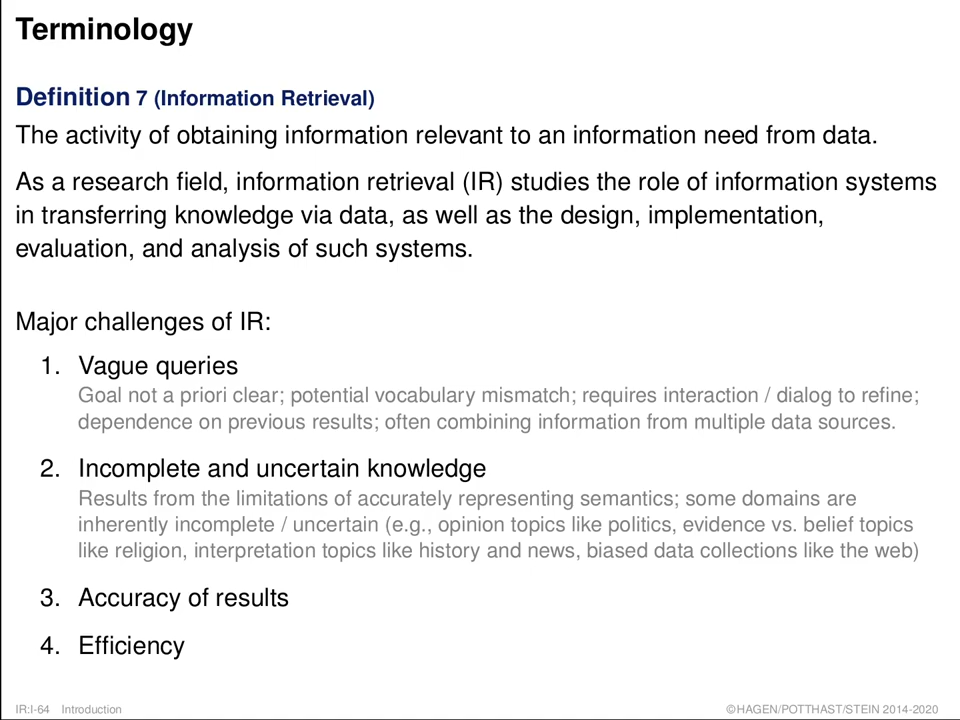 Terminology
Definition 7 (Information Retrieval)
The activity of obtaining information relevant to an information need from data.
As a research field, information retrieval (IR) studies the role of information systems
in transferring knowledge via data, as well as the design, implementation,
evaluation, and analysis of such systems.
Major challenges of IR:
1. Vague queries
Goal not a priori clear; potential vocabulary mismatch; requires interaction / dialog to refine;
dependence on previous results; often combining information from multiple data sources.
2. Incomplete and uncertain knowledge
Results from the limitations of accurately representing semantics; some domains are
inherently incomplete / uncertain (e.g., opinion topics like politics, evidence vs. belief topics
like religion, interpretation topics like history and news, biased data collections like the web)
3. Accuracy of results
4. Efficiency
IR:I-64 Introduction ©HAGEN/POTTHAST/STEIN 2014-2020